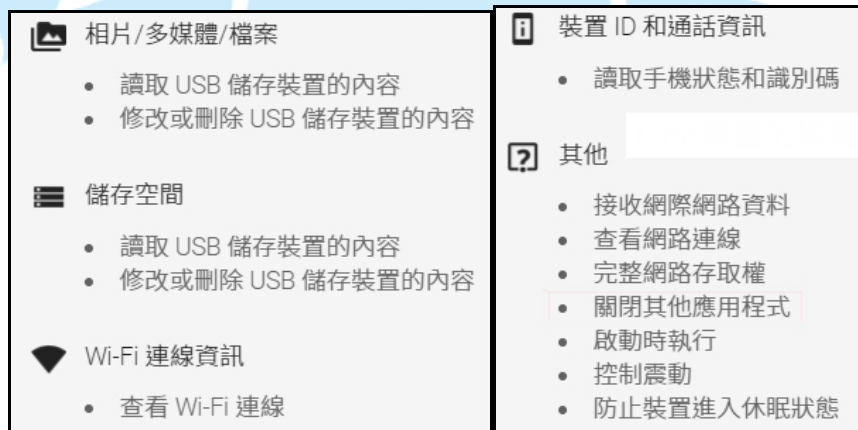 相片/多媒體/檔案
讀取 USB 儲存裝置的內容
修改或刪除 USB 儲存裝置的內容
儲存空間
讀取 USB 儲存裝置的內容
修改或刪除 USB 儲存裝置的內容
Wi-Fi 連線資訊
查看 Wi-Fi 連線
裝置 ID 和通話資訊
讀取手機狀態和識別碼
其他
接收網際網路資料
查看網路連線
完整網路存取權
關閉其他應用程式
啟動時執行
控制震動
防止裝置進入休眠狀態